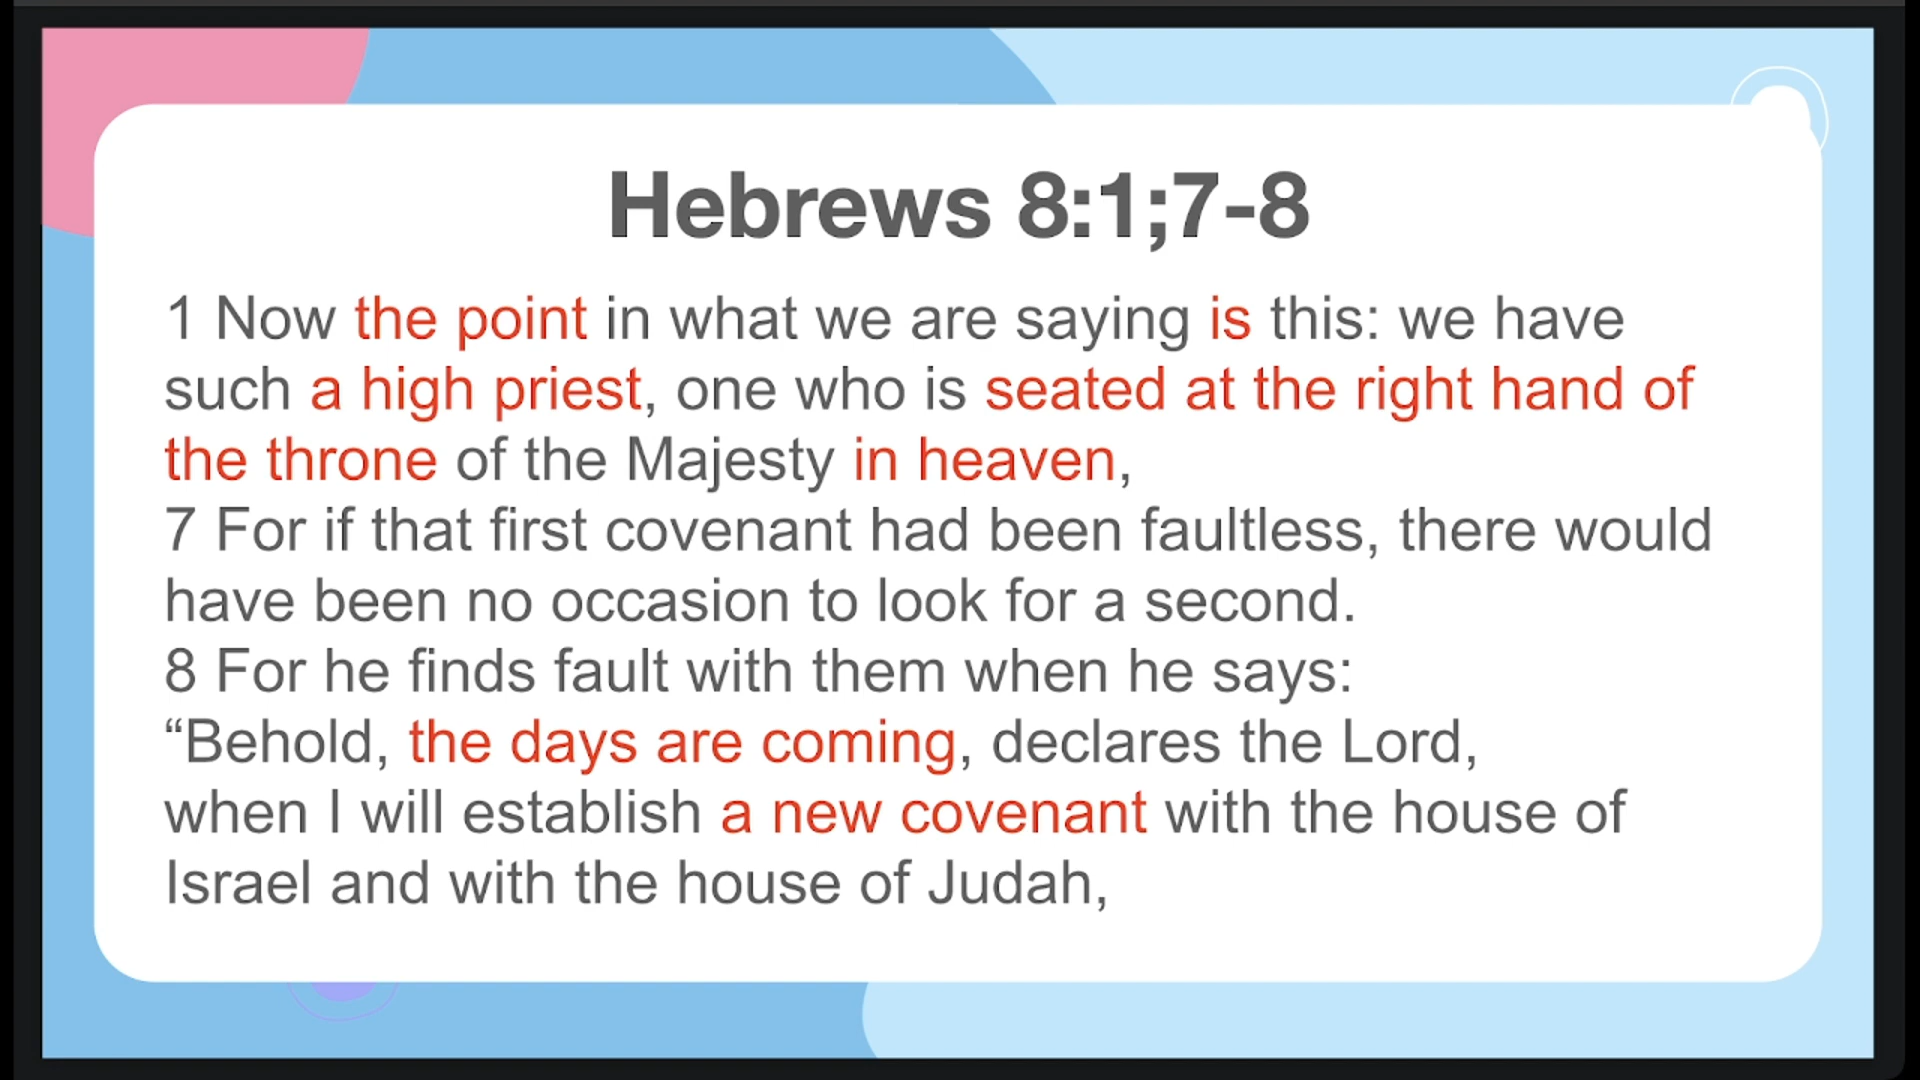 Hebrews 8:1;7-8
1 Now the point in what we are saying is this: we have
such a high priest, one who is seated at the right hand of
the throne of the Majesty in heaven,
7 For if that first covenant had been faultless, there would
have been no occasion to look for a second.
8 For he finds fault with them when he says:
“Behold, the days are coming, declares the Lord,
when I will establish a new covenant with the house of
Israel and with the house of Judah,